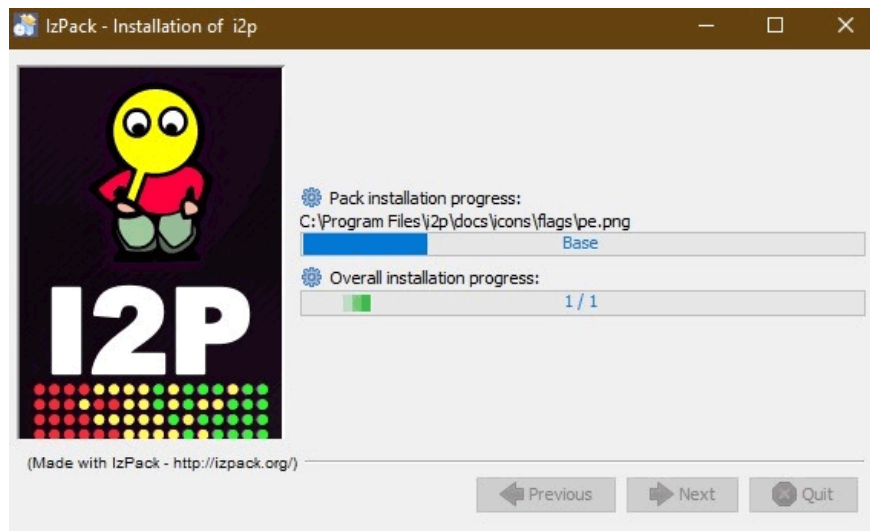 IzPack - Installation of  i2p
I2P
Pack installation progress:
C:\Program Files\i2p\docs\icons\flags\pe.png
Base
Overall installation progress:
1 / 1
(Made with IzPack - http://izpack.org/)
Previous
Next
Quit